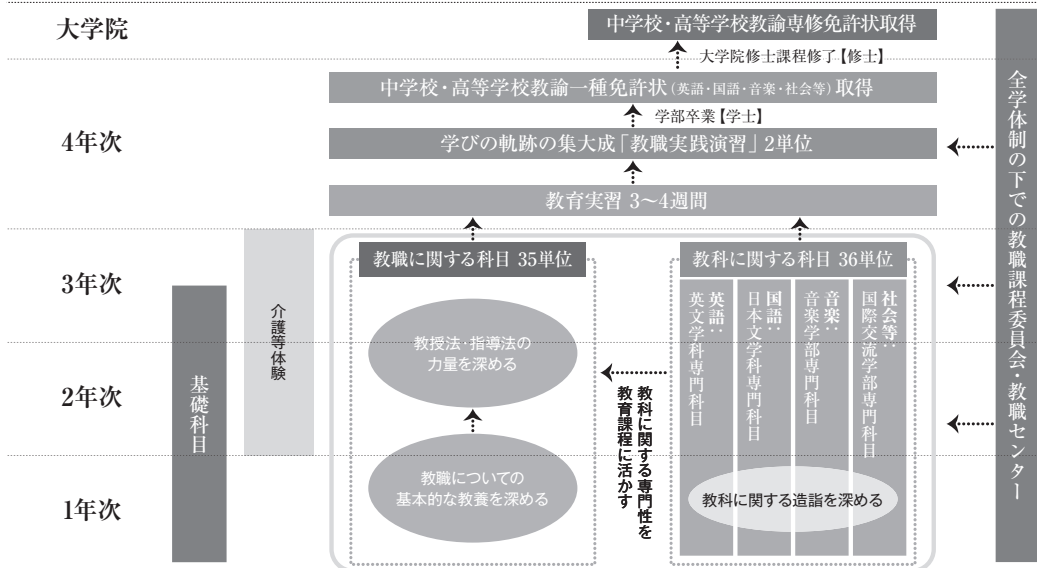 大学院
中学校・高等学校教諭専修免許状取得
大学院修士課程修了【修士】
中学校・高等学校教諭一種免許状（英語・国語・音楽・社会等）取得
学部卒業【学士】
4年次
学びの軌跡の集大成「教職実践演習」2単位
教育実習 3～4週間
教職に関する科目 35単位
教科に関する科目 36単位
3年次
2年次
1年次
基礎科目
介護等体験
教授法・指導法の
力量を深める
教職についての
基本的な教養を深める
教科に関する専門性を
教育課程に活かす
英語：
英文学科専門科目
国語：
日本文学科専門科目
音楽：
音楽学部専門科目
社会等：
国際交流学部専門科目
教科に関する造詣を深める
全学体制の下での教職課程委員会・教職センター